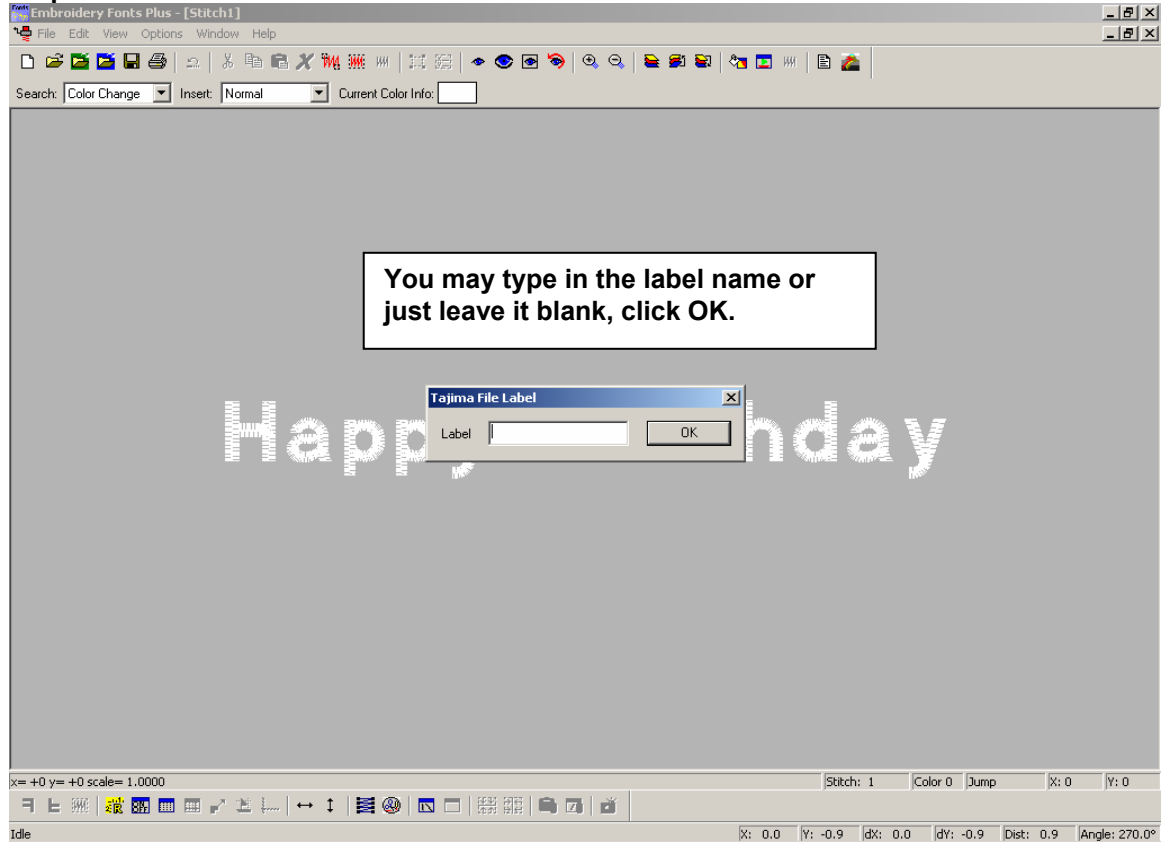 Embroidery Fonts Plus - [Stitch1]
File Edit View Options Window Help
Search: Color Change Insert: Normal Current Color Info:
You may type in the label name or
just leave it blank, click OK.
Tajima File Label
Label OK
Happy hday
x= +0 y= +0 scale= 1.0000 Stitch: 1 Color 0 Jump X: 0 Y: 0
Idle X: 0.0 Y: -0.9 dX: 0.0 dY: -0.9 Dist: 0.9 Angle: 270.0°